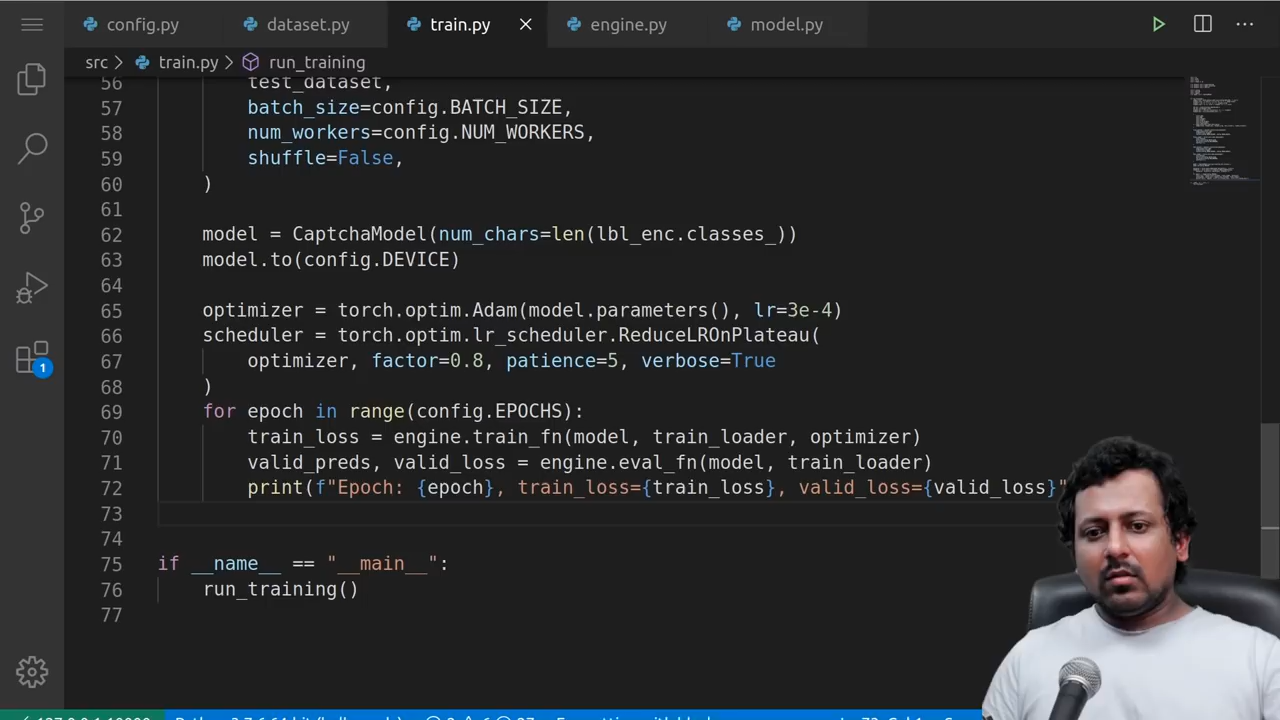 config.py dataset.py train.py engine.py model.py
src train.py run_training
56 test_dataset,
57 batch_size=config.BATCH_SIZE,
58 num_workers=config.NUM_WORKERS,
59 shuffle=False,
60 )
61
62 model = CaptchaModel(num_chars=len(lbl_enc.classes_))
63 model.to(config.DEVICE)
64
65 optimizer = torch.optim.Adam(model.parameters(), lr=3e-4)
66 scheduler = torch.optim.lr_scheduler.ReduceLROnPlateau(
67 optimizer, factor=0.8, patience=5, verbose=True
68 )
69 for epoch in range(config.EPOCHS):
70 train_loss = engine.train_fn(model, train_loader, optimizer)
71 valid_preds, valid_loss = engine.eval_fn(model, train_loader)
72 print(f"Epoch: {epoch}, train_loss={train_loss}, valid_loss={valid_loss}"
73
74
75 if __name__ == "__main__":
76 run_training()
77
1